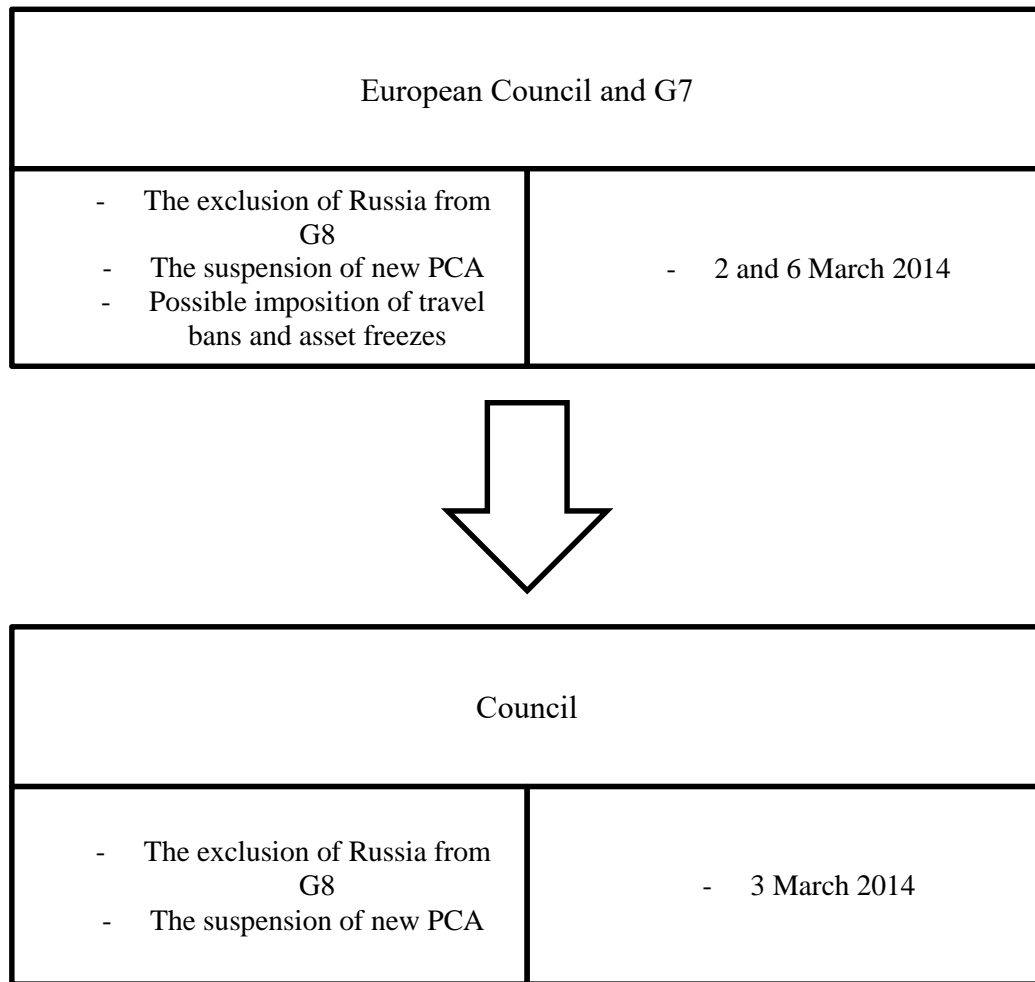 European Council and G7
- The exclusion of Russia from
G8
- The suspension of new PCA
- Possible imposition of travel
bans and asset freezes
- 2 and 6 March 2014
Council
- The exclusion of Russia from
G8
- The suspension of new PCA
- 3 March 2014